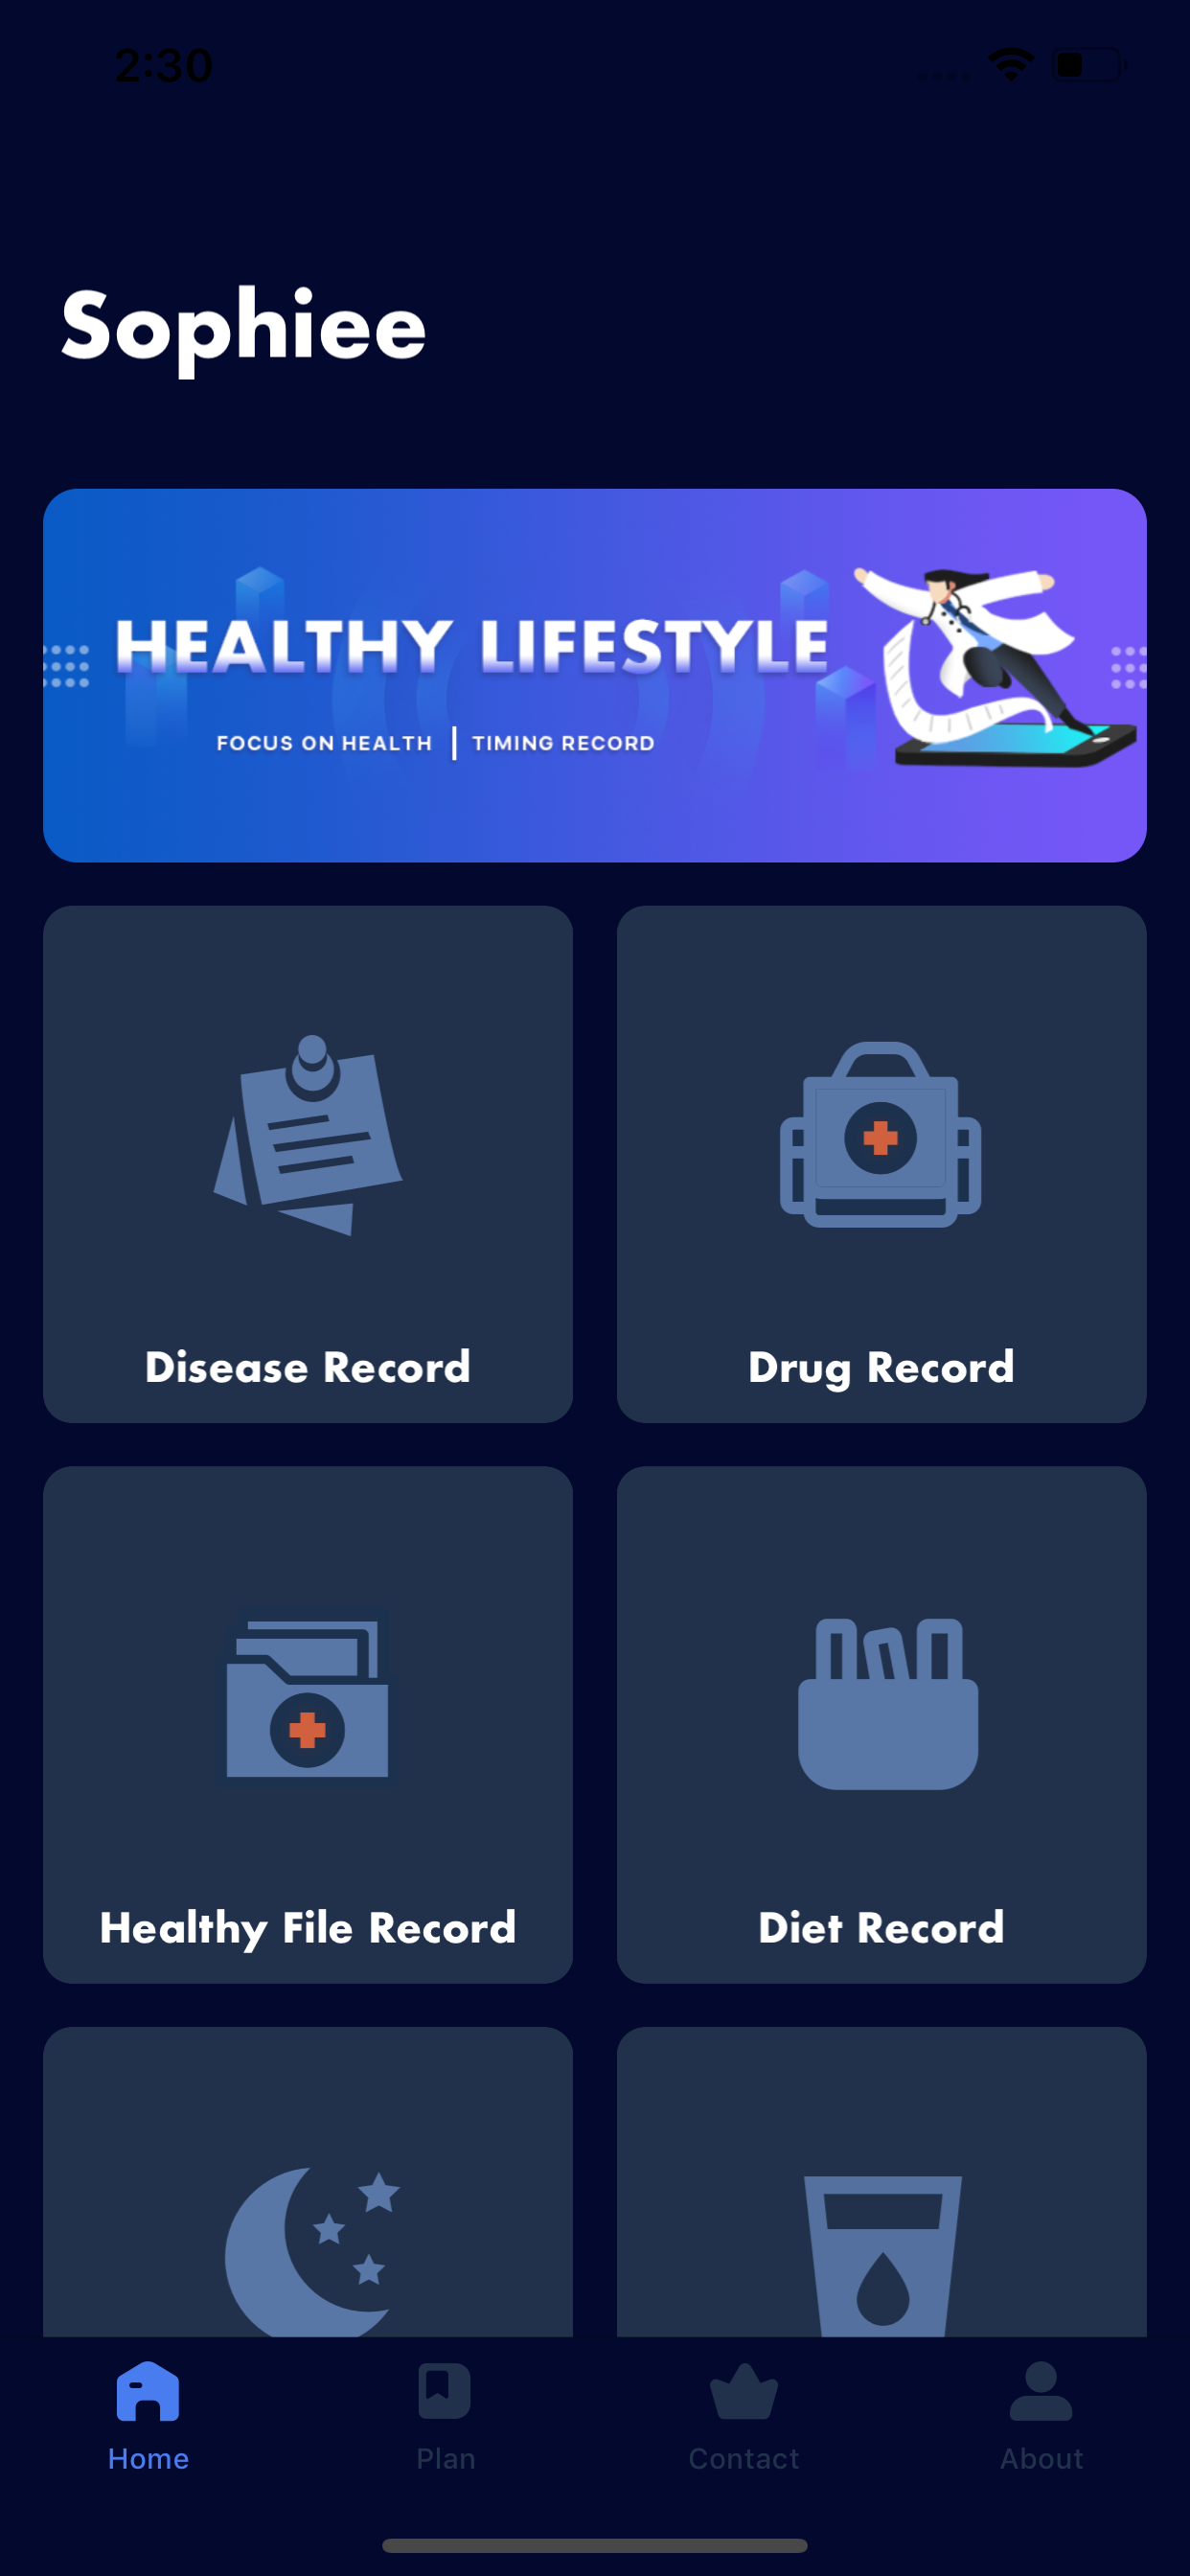 2:30
Sophiee
HEALTHY LIFESTYLE
FOCUS ON HEALTH | TIMING RECORD
Disease Record
Drug Record
Healthy File Record
Diet Record
Home
Plan
Contact
About